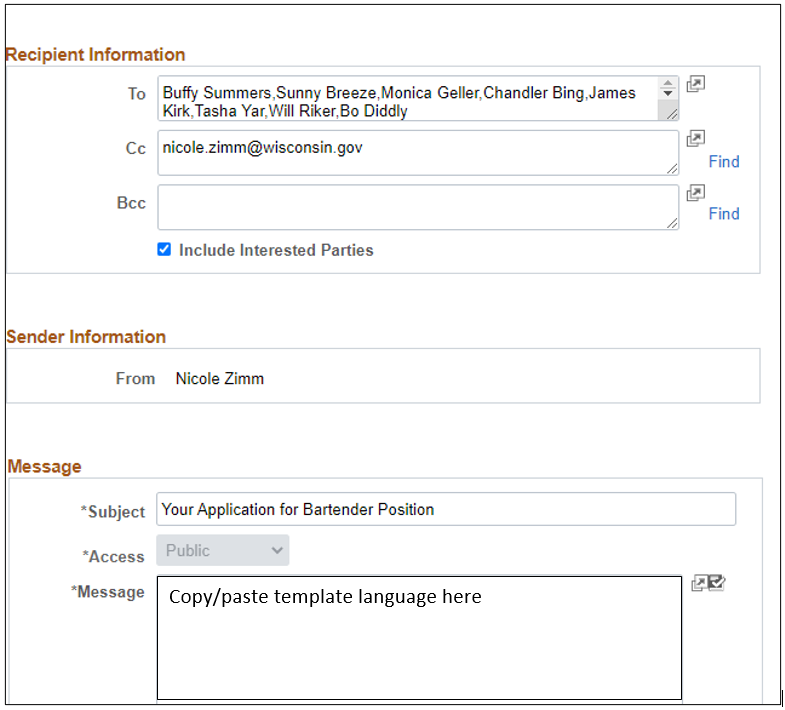 Recipient Information
To
Buffy Summers,Sunny Breeze,Monica Geller,Chandler Bing,James
Kirk,Tasha Yar,Will Riker,Bo Diddly
Cc
nicole.zimm@wisconsin.gov
Find
Bcc
Find
Include Interested Parties
Sender Information
From Nicole Zimm
Message
*Subject Your Application for Bartender Position
*Access Public
*Message Copy/paste template language here